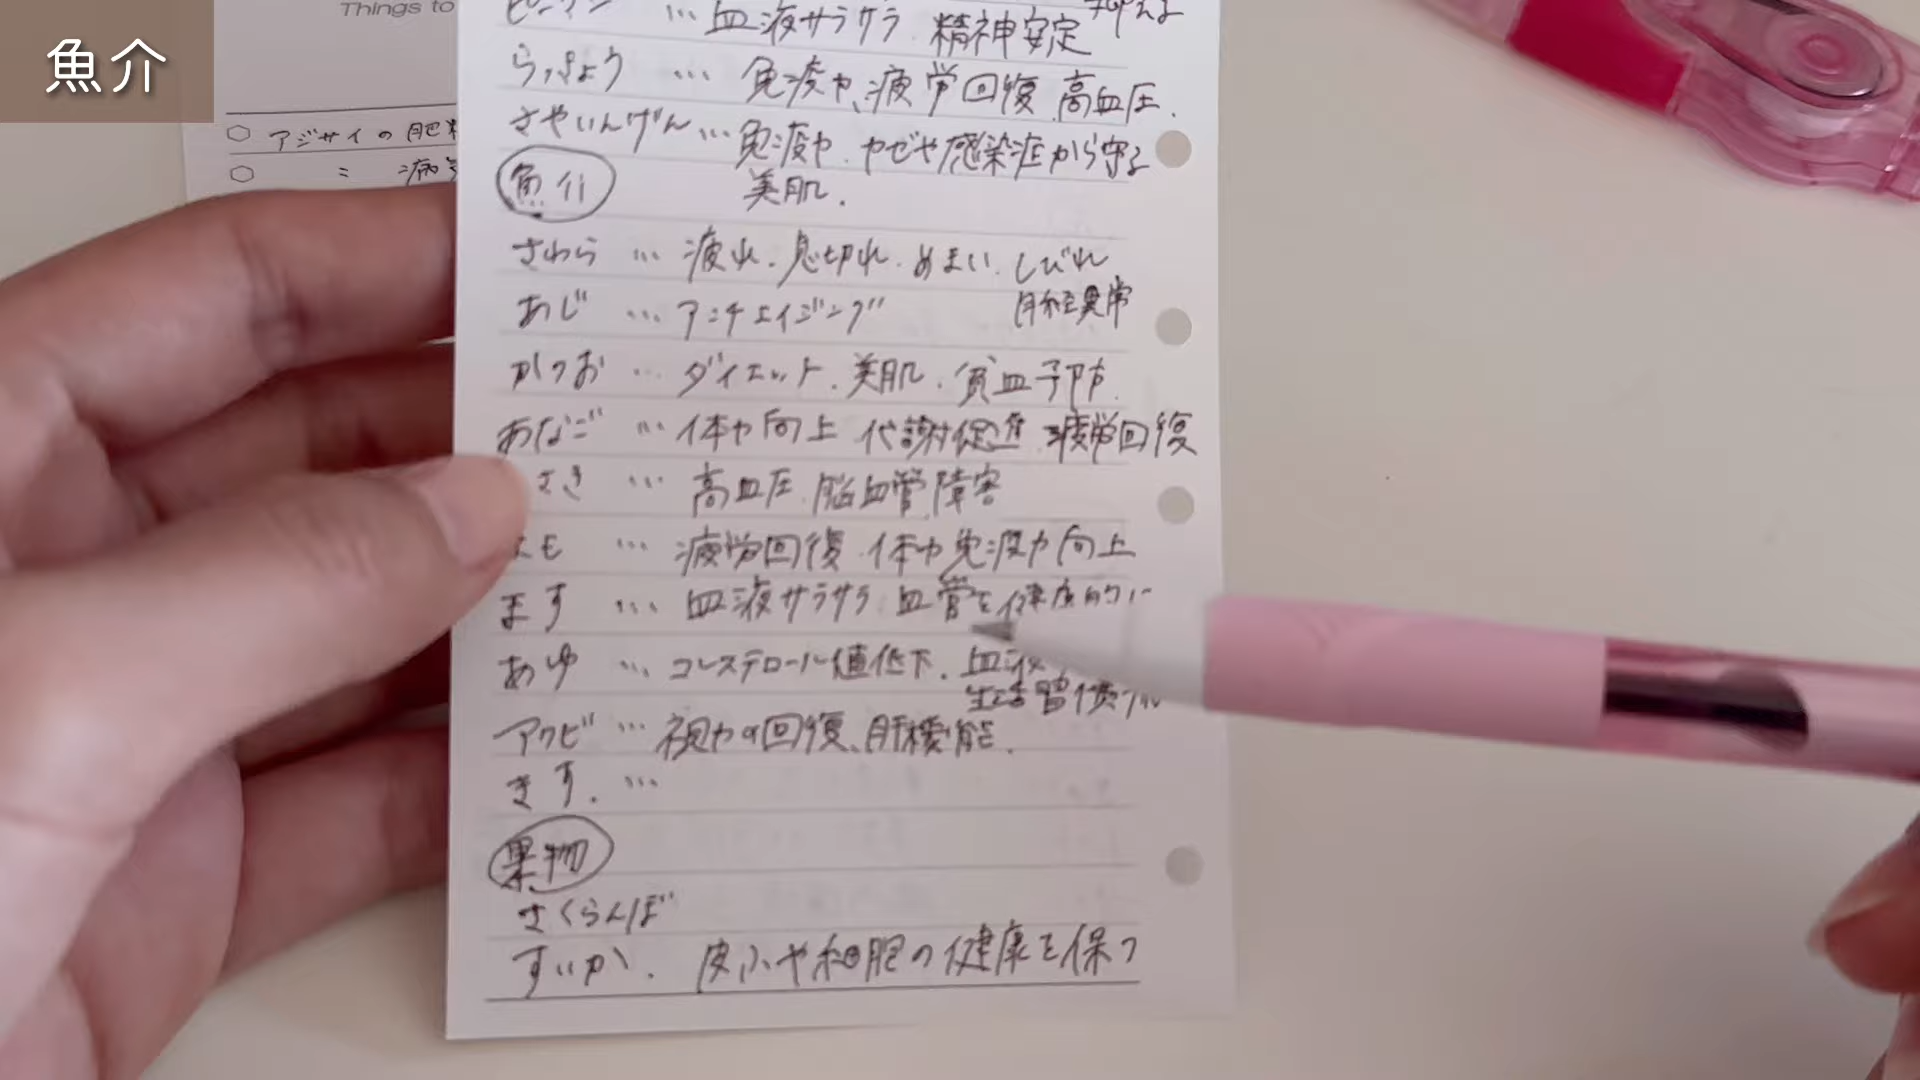 魚介
Things to
アジサイの肥
〃 病
ピーマン … 血液サラサラ 精神安定
らっきょう … 免疫力、疲労回復 高血圧.
さやいんげん … 免疫力. カゼや感染症から守る
美肌.
魚介
さわら … 疲れ. 息切れ. めまい. しびれ
月経異常
あじ … アンチエイジング
かつお … ダイエット. 美肌. 貧血予防.
あなご … 体力向上 代謝促進 疲労回復
さき … 高血圧. 脳血管障害
も … 疲労回復. 体力免疫力向上
ます … 血液サラサラ 血管を健康的に
あゆ … コレステロール値低下. 血液
生活習慣
アワビ … 視力の回復、肝機能.
きす. …
果物
さくらんぼ
すいか. 皮ふや細胞の健康を保つ